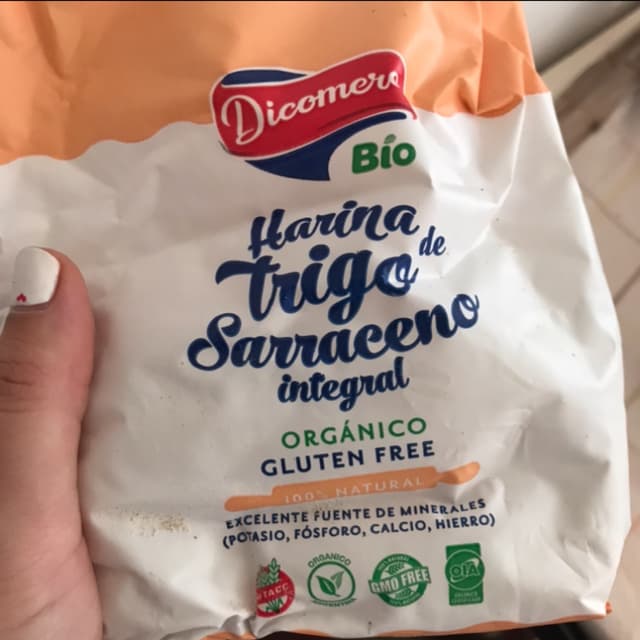 Dicomere
Bio
Harina
de
trigo
Sarraceno
integral
ORGÁNICO
GLUTEN FREE
100% NATURAL
EXCELENTE FUENTE DE MINERALES
(POTASIO, FÓSFORO, CALCIO, HIERRO)
ORGANICO
GMO FREE
OIA